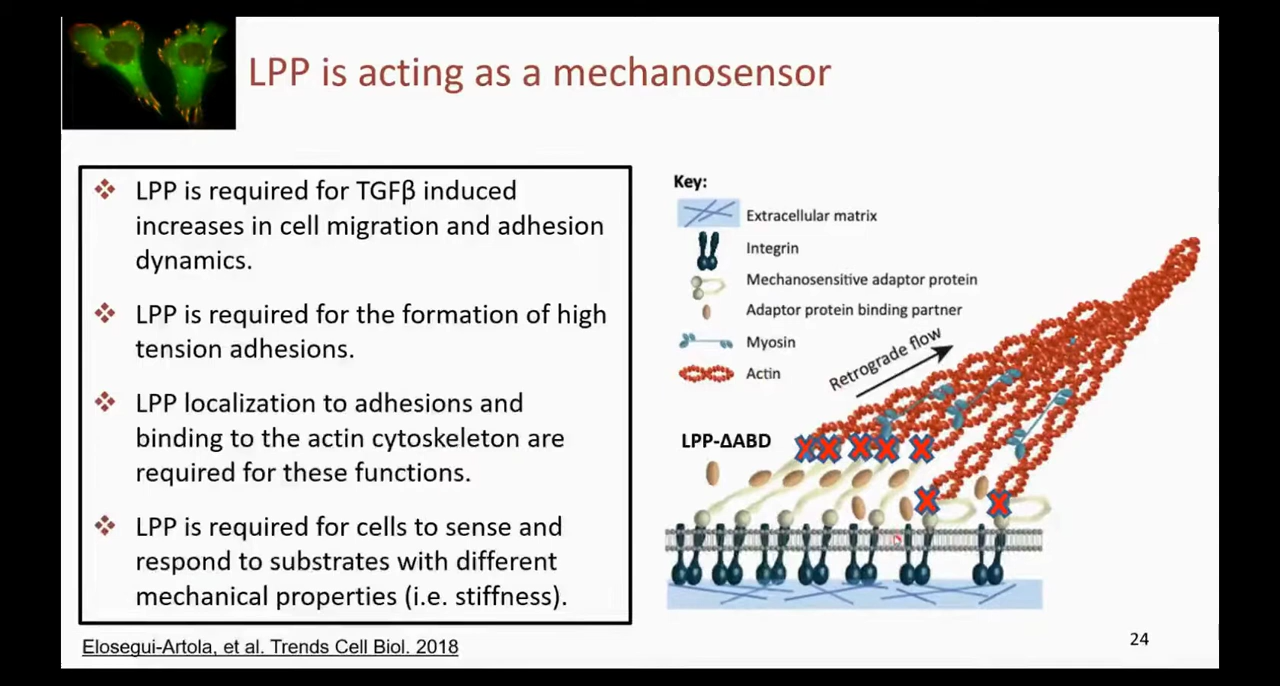 LPP is acting as a mechanosensor
❖ LPP is required for TGFβ induced
increases in cell migration and adhesion
dynamics.
❖ LPP is required for the formation of high
tension adhesions.
❖ LPP localization to adhesions and
binding to the actin cytoskeleton are
required for these functions.
❖ LPP is required for cells to sense and
respond to substrates with different
mechanical properties (i.e. stiffness).
Elosegui-Artola, et al. Trends Cell Biol. 2018
Key:
Extracellular matrix
Integrin
Mechanosensitive adaptor protein
Adaptor protein binding partner
Myosin
Actin
Retrograde flow
LPP-ΔABD
24